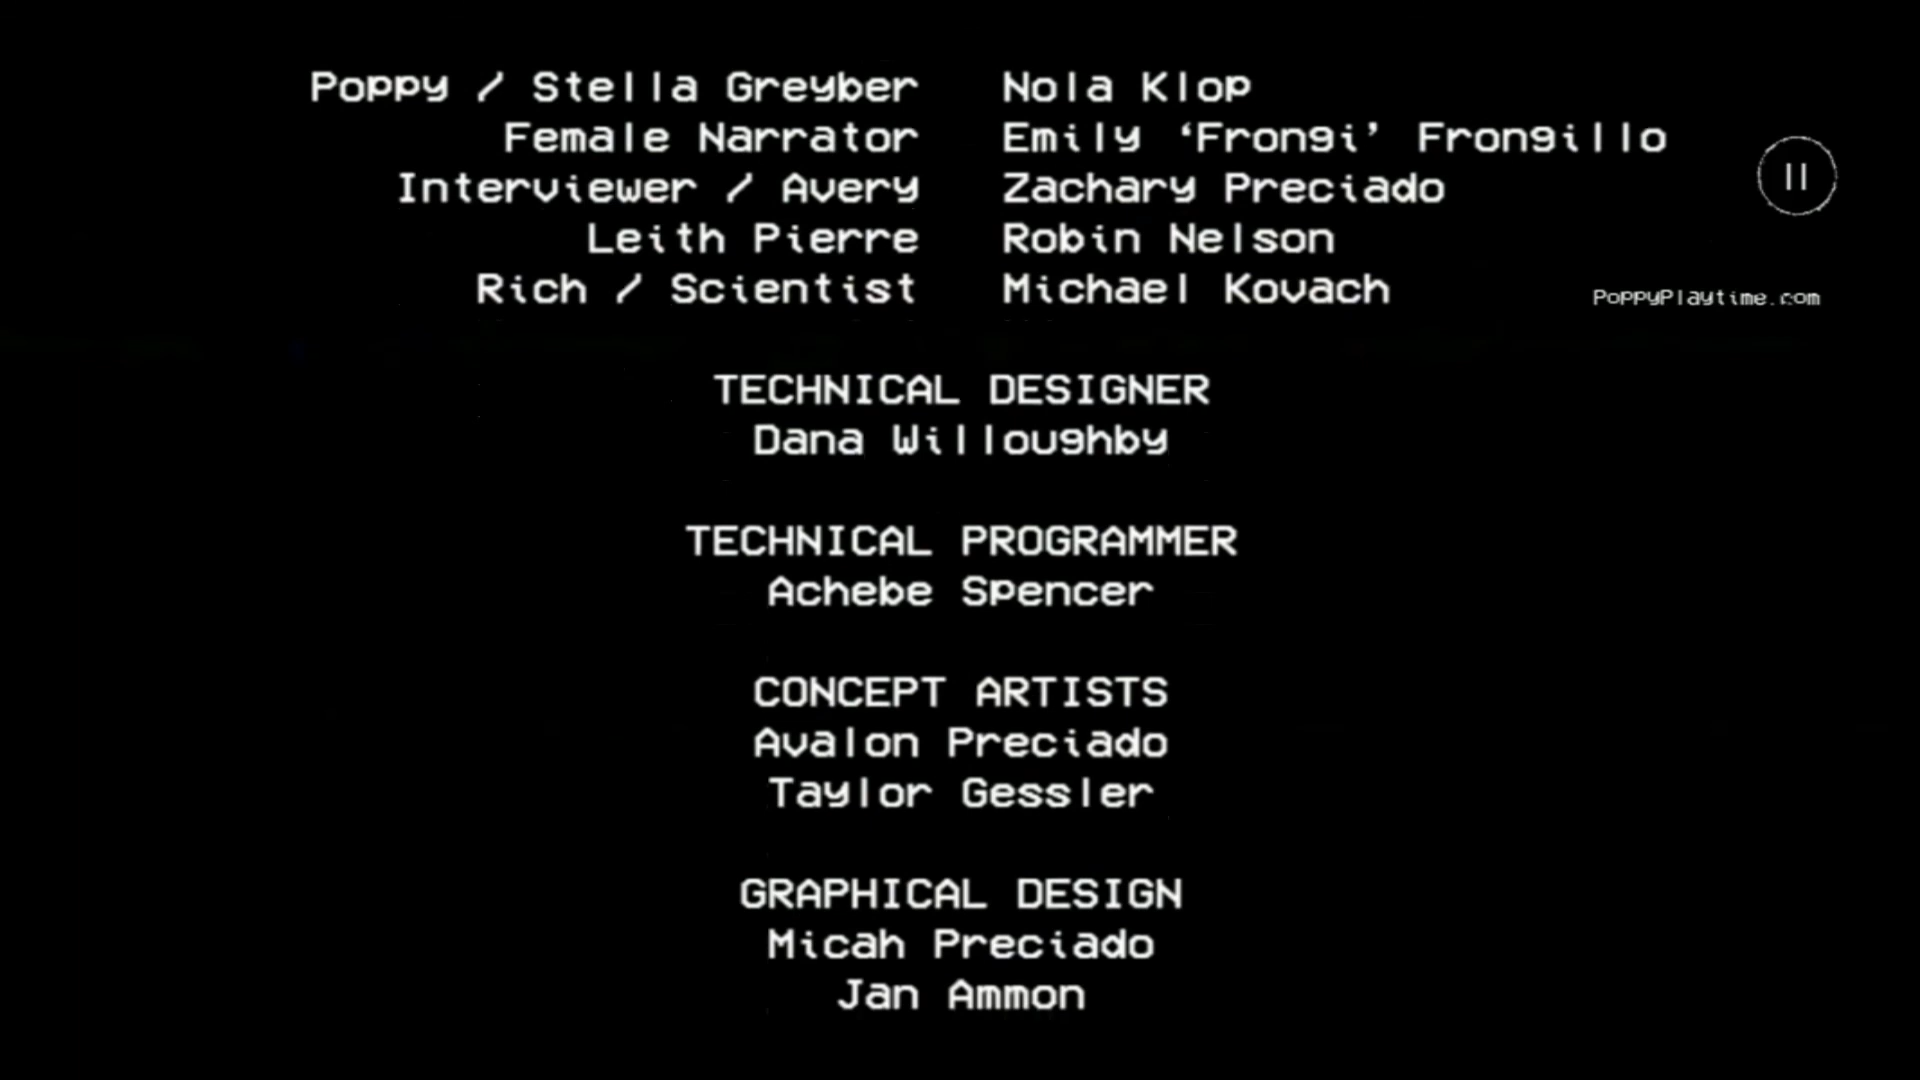 Poppy / Stella Greyber Nola Klop
Female Narrator Emily ‘Frongi’ Frongillo
Interviewer / Avery Zachary Preciado
Leith Pierre Robin Nelson
Rich / Scientist Michael Kovach
PoppyPlaytime.com
TECHNICAL DESIGNER
Dana Willoughby
TECHNICAL PROGRAMMER
Achebe Spencer
CONCEPT ARTISTS
Avalon Preciado
Taylor Gessler
GRAPHICAL DESIGN
Micah Preciado
Jan Ammon